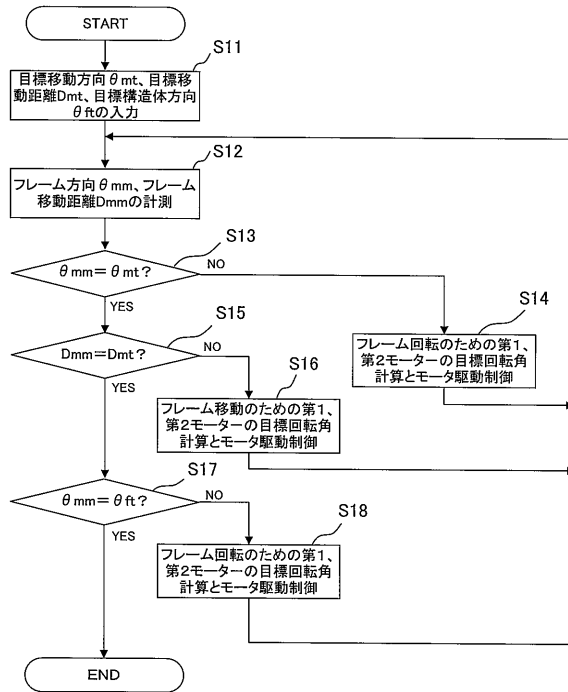 START
S11
目標移動方向θmt、目標移
動距離Dmt、目標構造体方向
θftの入力
S12
フレーム方向θmm、フレーム
移動距離Dmmの計測
S13
θmm=θmt?
NO
YES
S14
フレーム回転のための第1、
第2モーターの目標回転角
計算とモータ駆動制御
S15
Dmm=Dmt?
NO
YES
S16
フレーム移動のための第1、
第2モーターの目標回転角
計算とモータ駆動制御
S17
θmm=θft?
NO
YES
S18
フレーム回転のための第1、
第2モーターの目標回転角
計算とモータ駆動制御
END